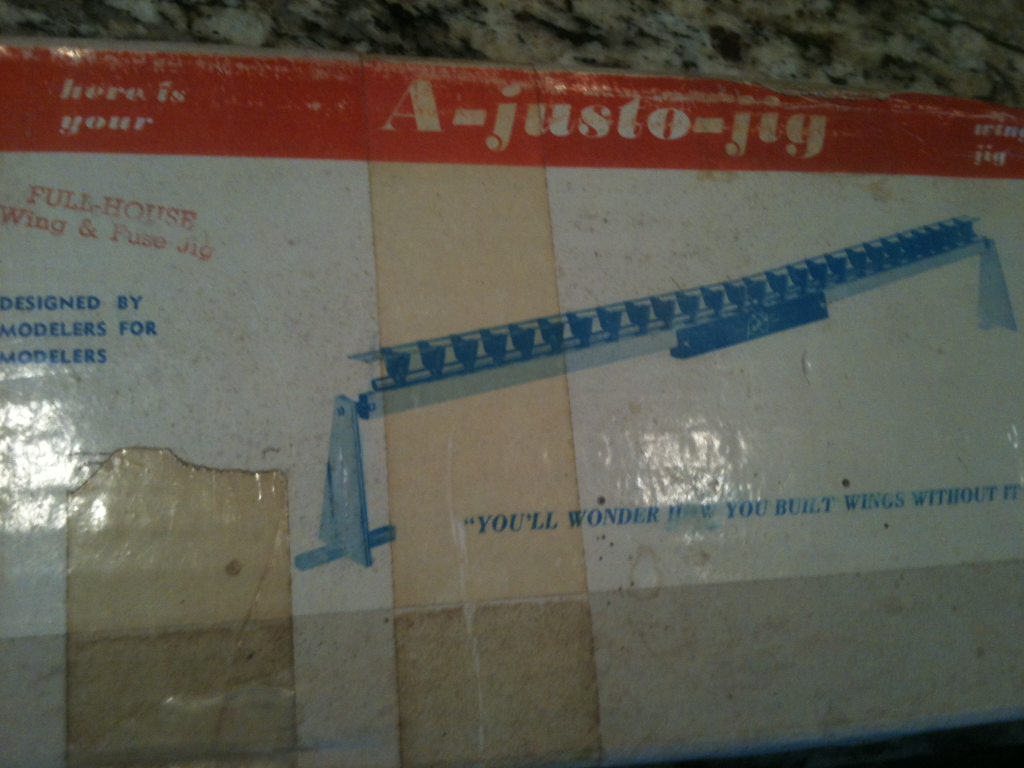 here is
your
A-justo-jig
wing
jig
FULL-HOUSE
Wing & Fuse Jig
DESIGNED BY
MODELERS FOR
MODELERS
"YOU'LL WONDER YOU BUILT WINGS WITHOUT IT